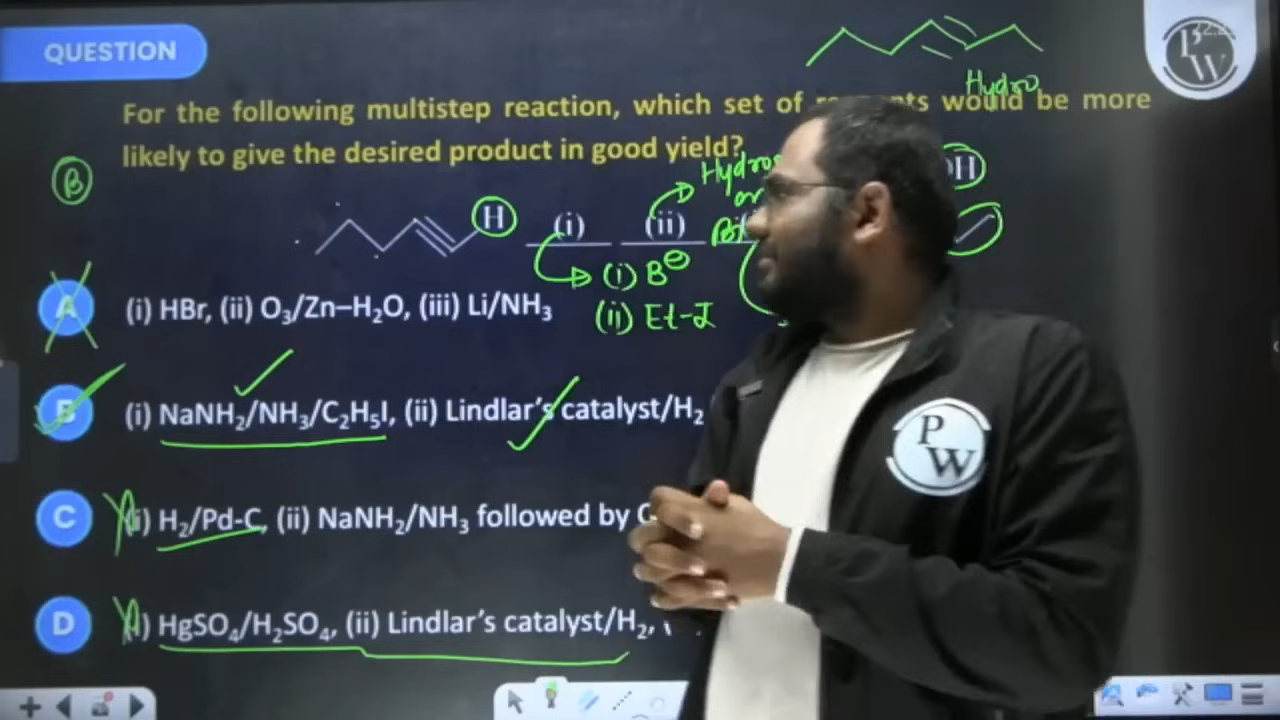 QUESTION
Hydro
For the following multistep reaction, which set of would be more
likely to give the desired product in good yield?
B
H (i) (ii)
(i) B⊖
(ii) Et-I
A (i) HBr, (ii) O₃/Zn–H₂O, (iii) Li/NH₃
B (i) NaNH₂/NH₃/C₂H₅I, (ii) Lindlar's catalyst/H₂
C (i) H₂/Pd-C, (ii) NaNH₂/NH₃ followed by
D HgSO₄/H₂SO₄, (ii) Lindlar's catalyst/H₂,
P
W
P
W